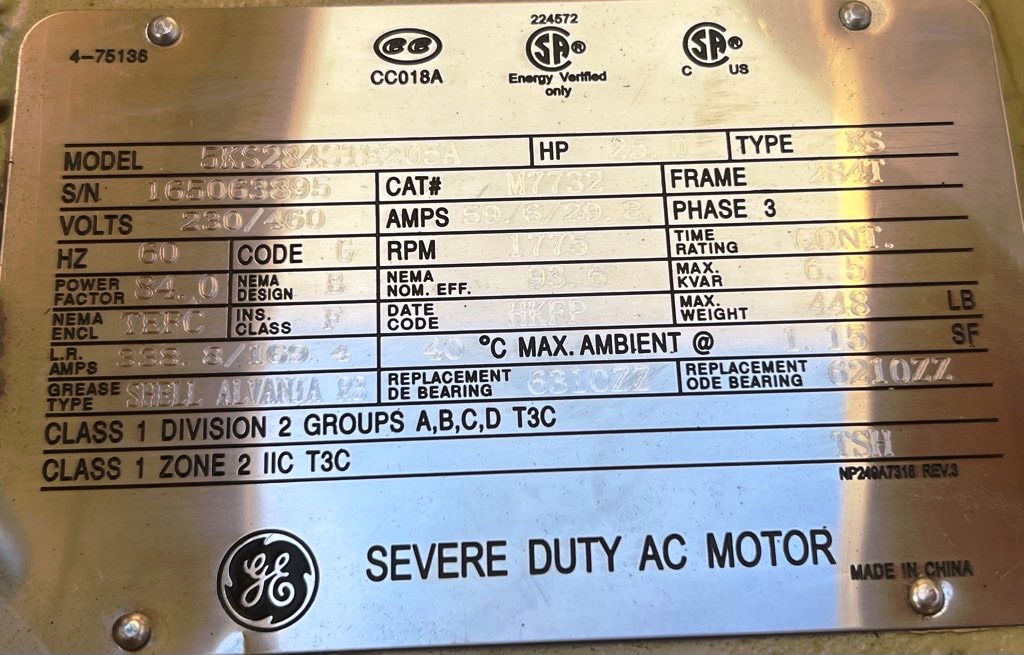 224572
4-75136
CC018A
Energy Verified
only
C US
MODEL 5KS284S1E205A HP 25.0 TYPE KS
S/N 165063895 CAT# M7732 FRAME 284T
VOLTS 230/460 AMPS 59.6/29.8 PHASE 3
HZ 60 CODE G RPM 1775 TIME RATING CONT.
POWER FACTOR 84.0 NEMA DESIGN B NEMA NOM. EFF. 93.6 MAX. KVAR 6.5
NEMA ENCL TEFC INS. CLASS F DATE CODE HKFP MAX. WEIGHT 448 LB
L.R. AMPS 338.8/169.4 40 °C MAX. AMBIENT @ 1.15 SF
GREASE TYPE SHELL ALVANIA R3 REPLACEMENT DE BEARING 6310ZZ REPLACEMENT ODE BEARING 6210ZZ
CLASS 1 DIVISION 2 GROUPS A,B,C,D T3C
CLASS 1 ZONE 2 IIC T3C TSH
NP249A7316 REV.3
GE SEVERE DUTY AC MOTOR
MADE IN CHINA